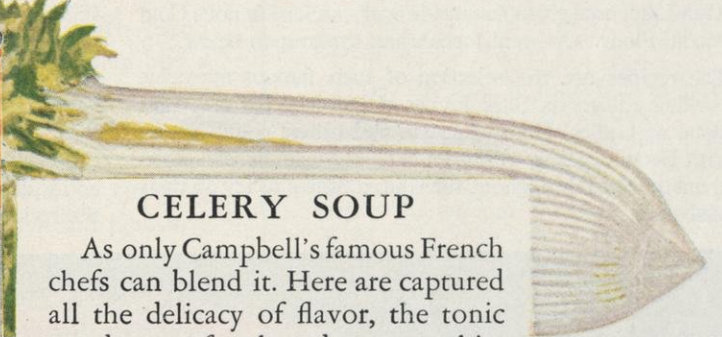 CELERY SOUP
As only Campbell's famous French
chefs can blend it. Here are captured
all the delicacy of flavor, the tonic